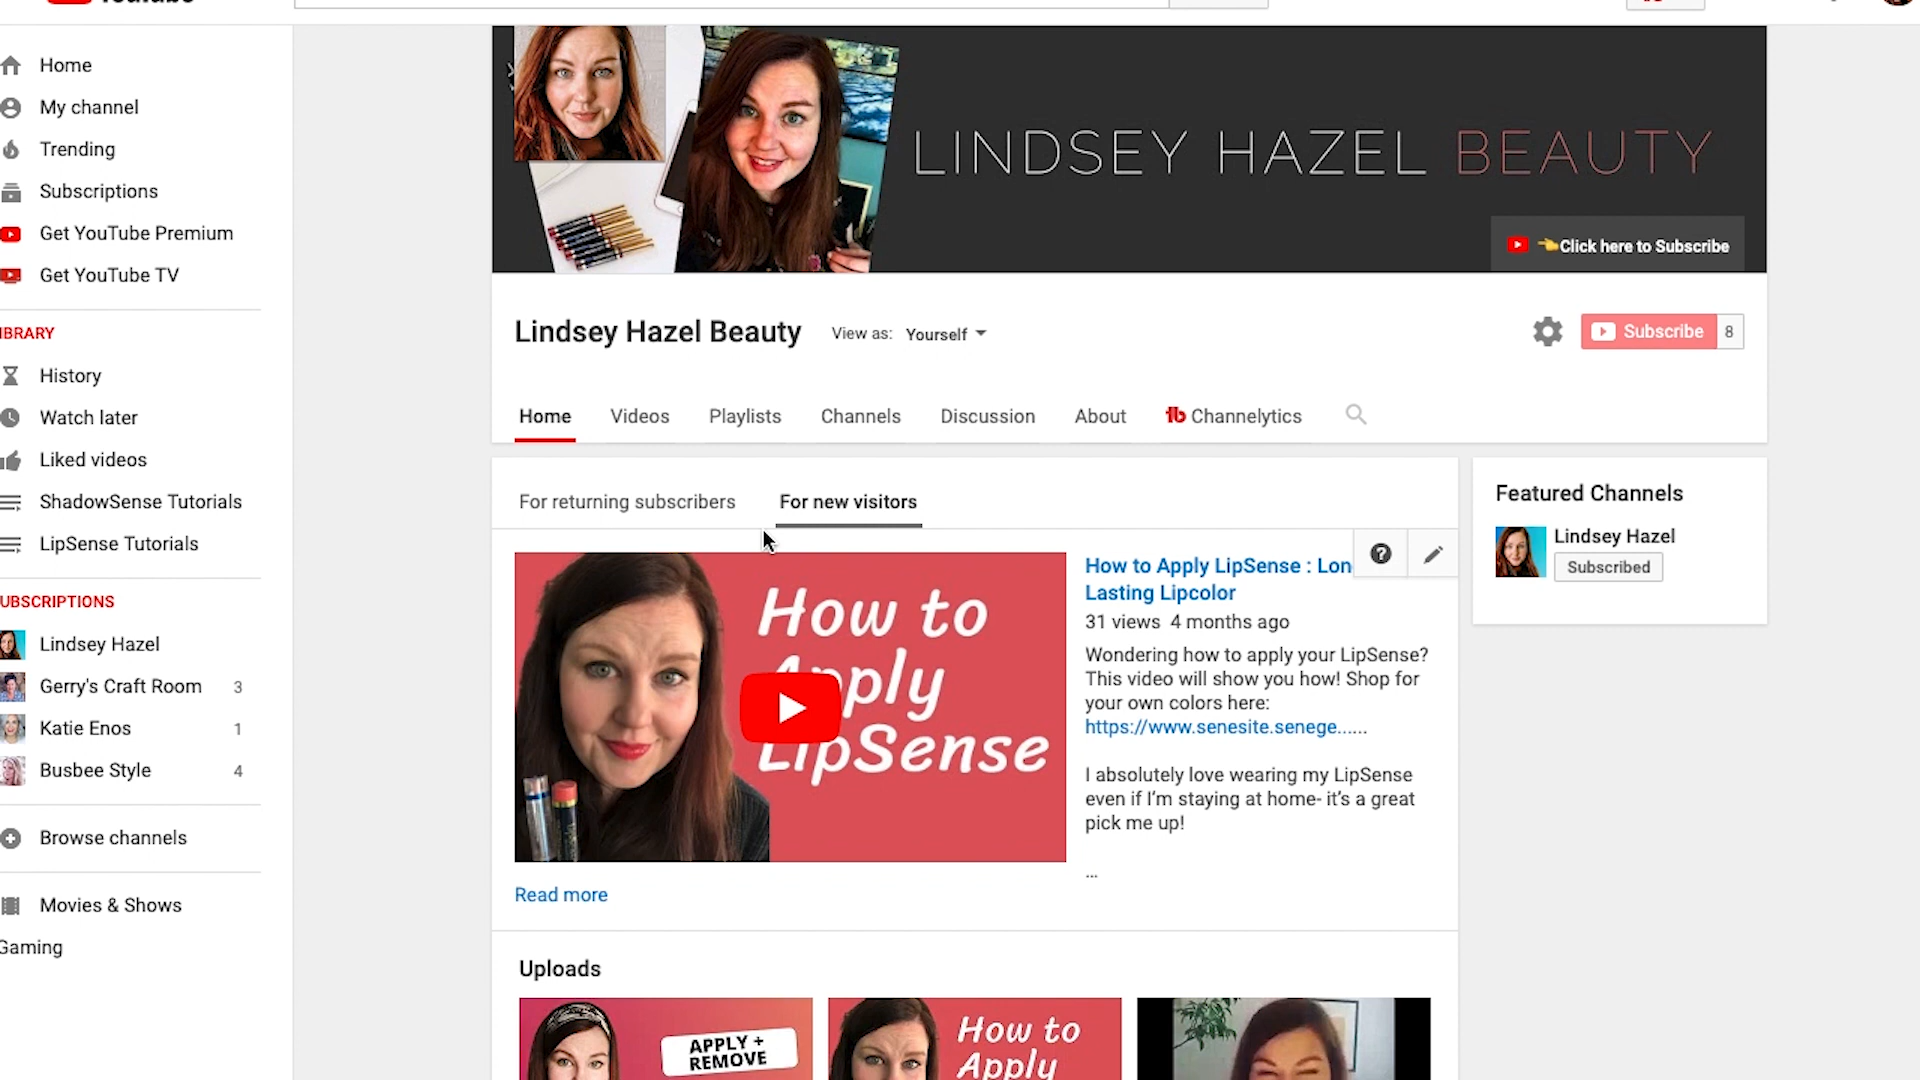 YouTube
Home
My channel
Trending
Subscriptions
Get YouTube Premium
Get YouTube TV
IBRARY
History
Watch later
Liked videos
ShadowSense Tutorials
LipSense Tutorials
UBSCRIPTIONS
Lindsey Hazel
Gerry's Craft Room 3
Katie Enos 1
Busbee Style 4
Browse channels
Movies & Shows
Gaming
LINDSEY HAZEL BEAUTY
Click here to Subscribe
Lindsey Hazel Beauty View as: Yourself
Subscribe 8
Home Videos Playlists Channels Discussion About Channelytics
For returning subscribers For new visitors
How to
Apply
LipSense
How to Apply LipSense : Lon
Lasting Lipcolor
31 views 4 months ago
Wondering how to apply your LipSense?
This video will show you how! Shop for
your own colors here:
https://www.senesite.senege......
I absolutely love wearing my LipSense
even if I'm staying at home- it's a great
pick me up!
...
Read more
Featured Channels
Lindsey Hazel
Subscribed
Uploads
APPLY +
REMOVE
How to
Apply